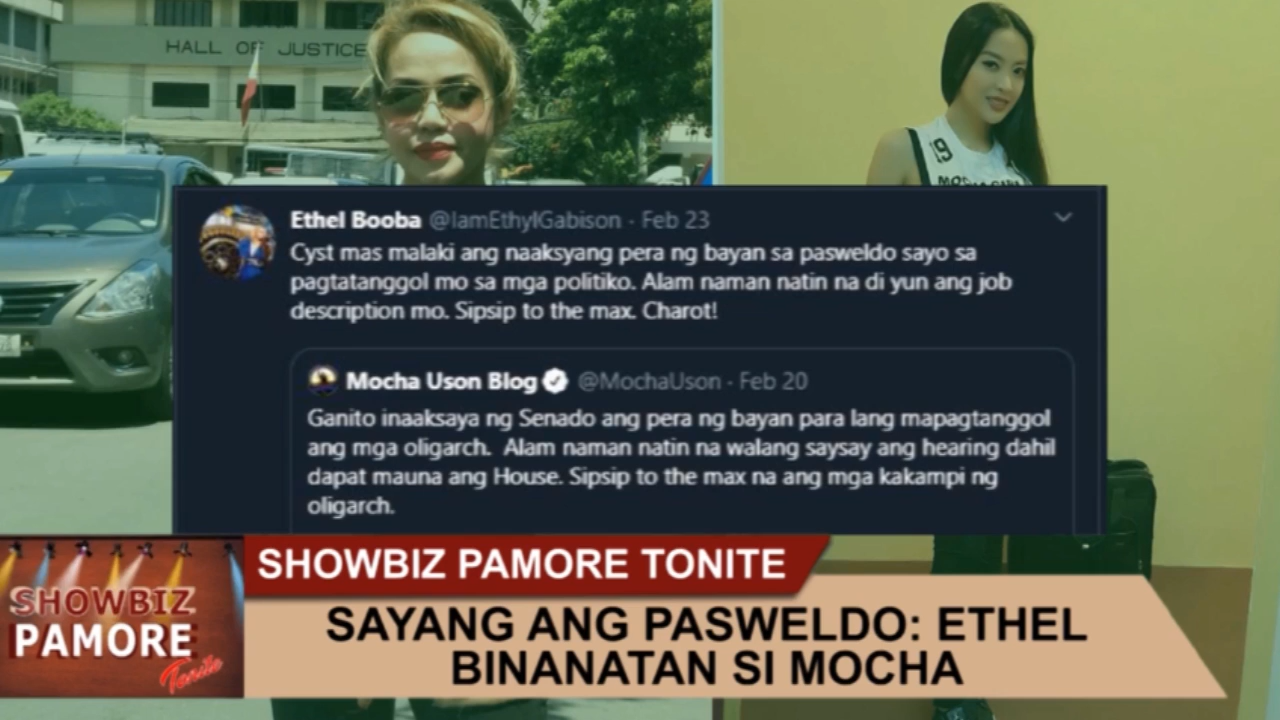 HALL OF JUSTICE
19
Ethel Booba @IamEthylGabison · Feb 23
Cyst mas malaki ang naaksyang pera ng bayan sa pasweldo sayo sa
pagtatanggol mo sa mga politiko. Alam naman natin na di yun ang job
description mo. Sipsip to the max. Charot!
Mocha Uson Blog @MochaUson · Feb 20
Ganito inaaksaya ng Senado ang pera ng bayan para lang mapagtanggol
ang mga oligarch. Alam naman natin na walang saysay ang hearing dahil
dapat mauna ang House. Sipsip to the max na ang mga kakampi ng
oligarch.
SHOWBIZ PAMORE TONITE
SHOWBIZ
PAMORE
Tonite
SAYANG ANG PASWELDO: ETHEL
BINANATAN SI MOCHA